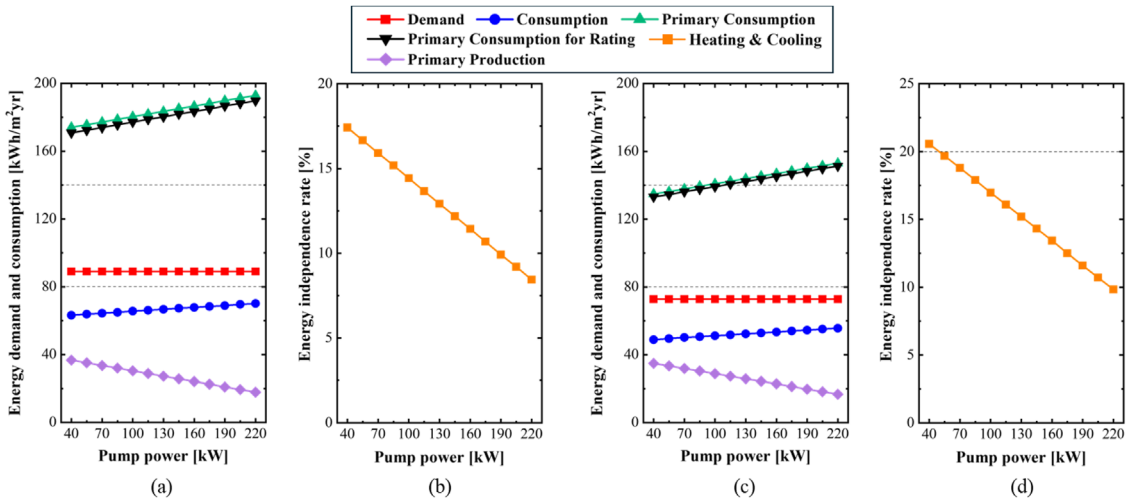 Demand Consumption Primary Consumption
Primary Consumption for Rating Heating & Cooling
Primary Production
Energy demand and consumption [kWh/m²yr]
200
160
120
80
40
0
40 70 100 130 160 190 220
Pump power [kW]
(a)
Energy independence rate [%]
20
15
10
5
0
40 70 100 130 160 190 220
Pump power [kW]
(b)
Energy demand and consumption [kWh/m²yr]
200
160
120
80
40
0
40 70 100 130 160 190 220
Pump power [kW]
(c)
Energy independence rate [%]
25
20
15
10
5
0
40 70 100 130 160 190 220
Pump power [kW]
(d)